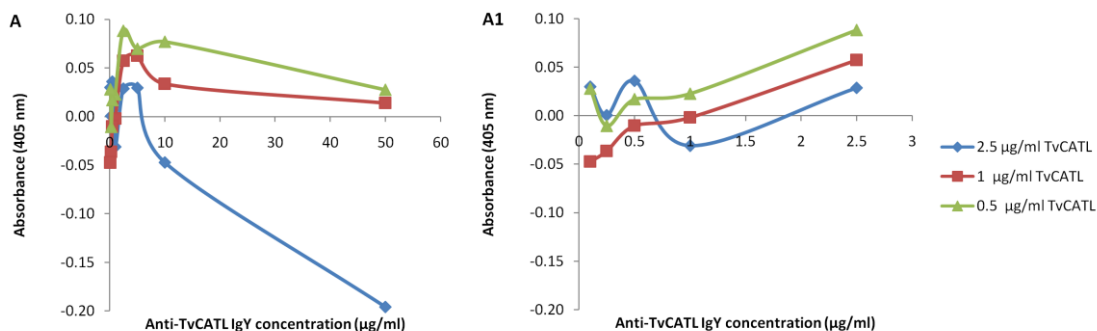 A
0.10
0.05
0.00
-0.05
-0.10
-0.15
-0.20
0 10 20 30 40 50 60
Absorbance (405 nm)
Anti-TvCATL IgY concentration (µg/ml)
A1
0.10
0.05
0.00
-0.05
-0.10
-0.15
-0.20
0 0.5 1 1.5 2 2.5 3
Absorbance (405 nm)
Anti-TvCATL IgY concentration (µg/ml)
2.5 µg/ml TvCATL
1 µg/ml TvCATL
0.5 µg/ml TvCATL